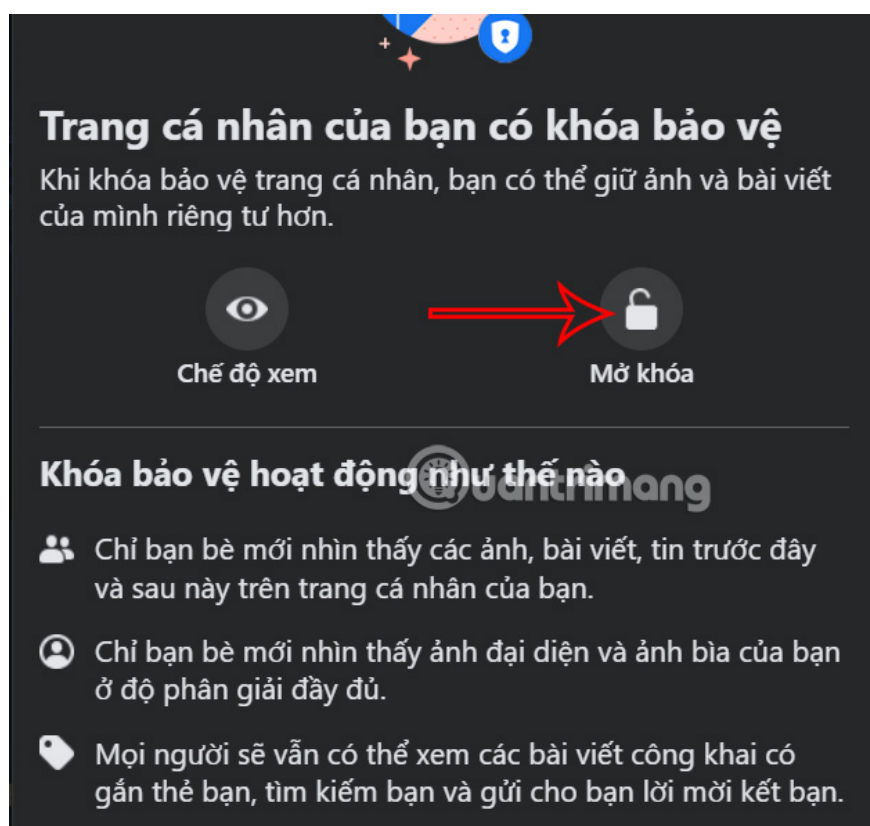 Trang cá nhân của bạn có khóa bảo vệ
Khi khóa bảo vệ trang cá nhân, bạn có thể giữ ảnh và bài viết
của mình riêng tư hơn.
Chế độ xem
Mở khóa
Khóa bảo vệ hoạt động như thế nào
Quantrimang
Chỉ bạn bè mới nhìn thấy các ảnh, bài viết, tin trước đây
và sau này trên trang cá nhân của bạn.
Chỉ bạn bè mới nhìn thấy ảnh đại diện và ảnh bìa của bạn
ở độ phân giải đầy đủ.
Mọi người sẽ vẫn có thể xem các bài viết công khai có
gắn thẻ bạn, tìm kiếm bạn và gửi cho bạn lời mời kết bạn.